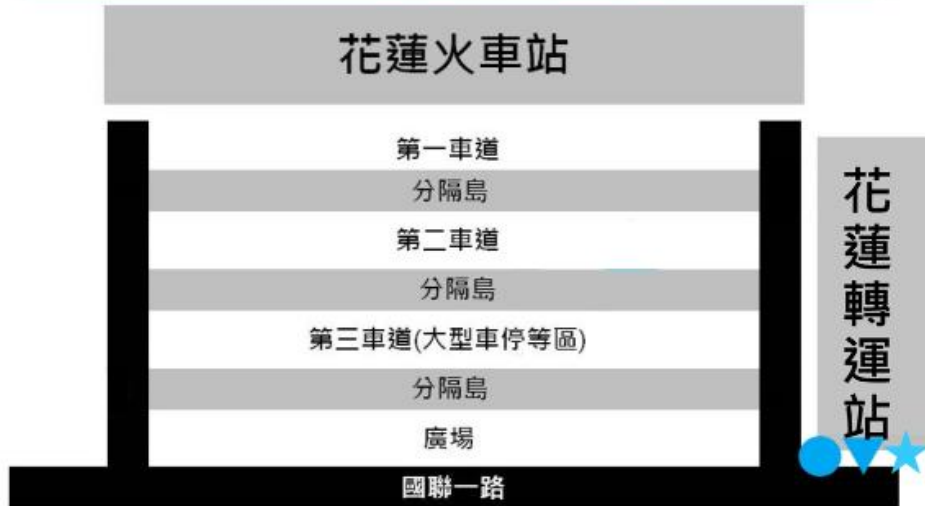 花蓮火車站
第一車道
分隔島
第二車道
分隔島
第三車道(大型車停等區)
分隔島
廣場
國聯一路
花蓮轉運站